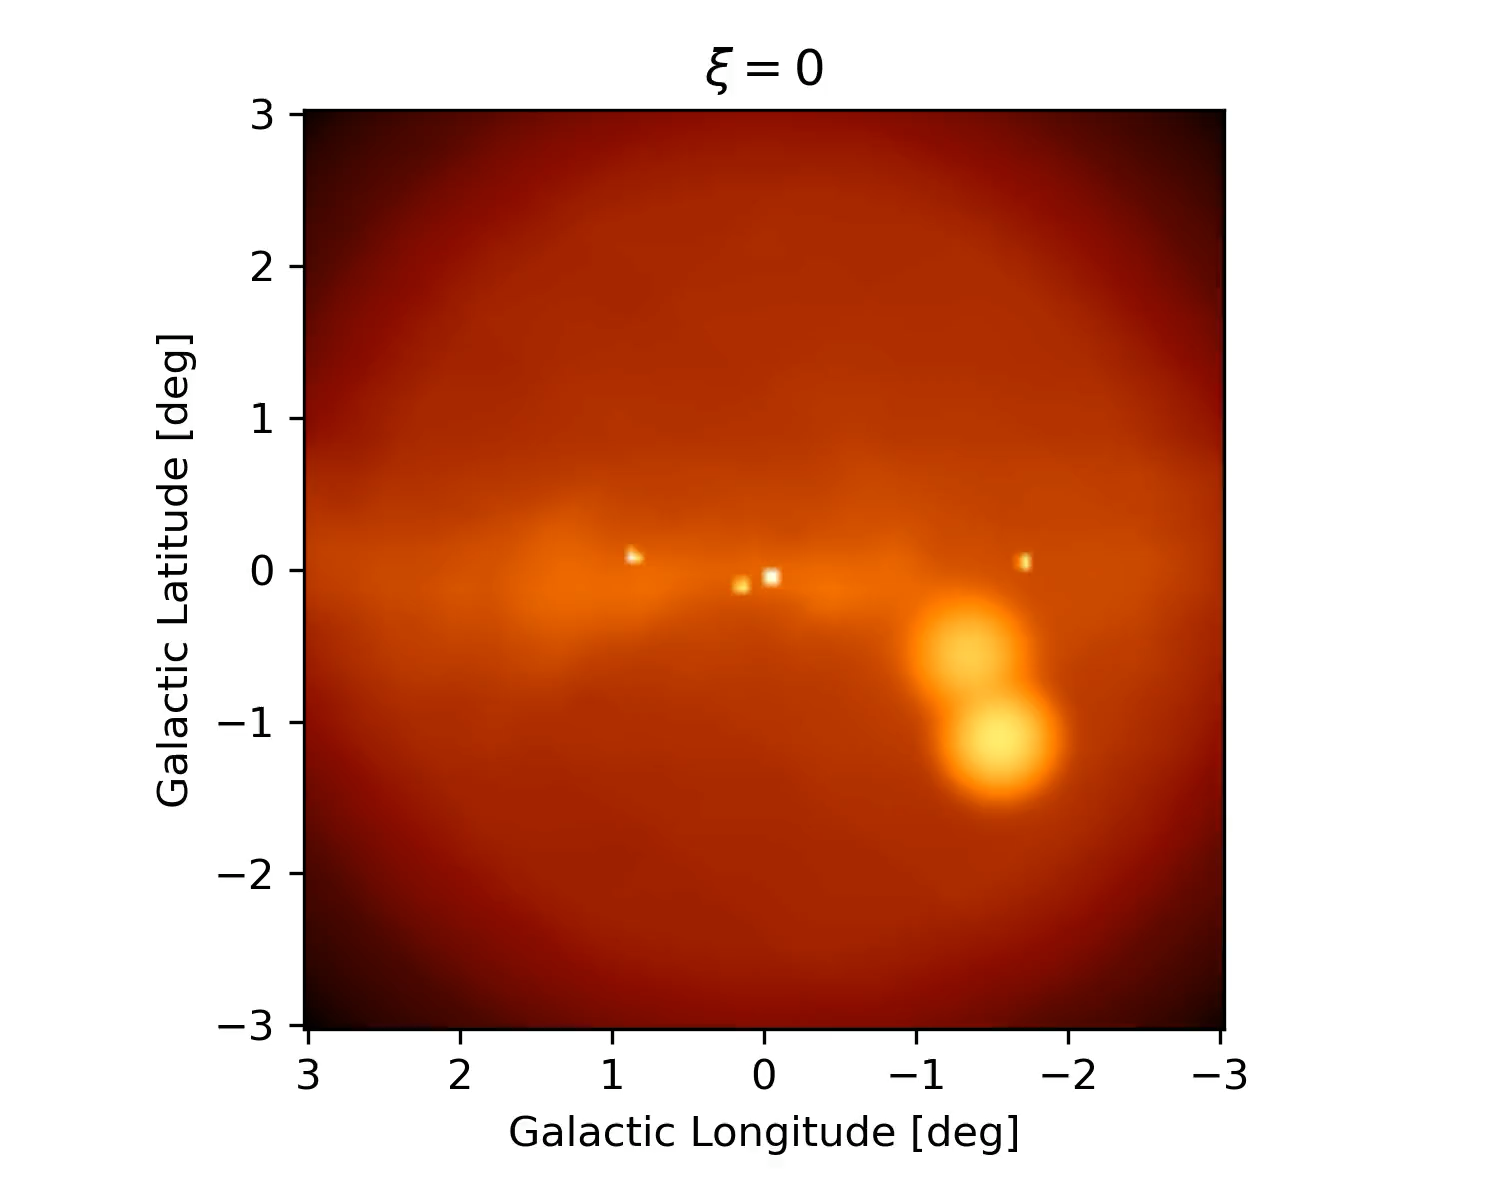 ξ = 0
3
2
1
0
−1
−2
−3
Galactic Latitude [deg]
3 2 1 0 −1 −2 −3
Galactic Longitude [deg]